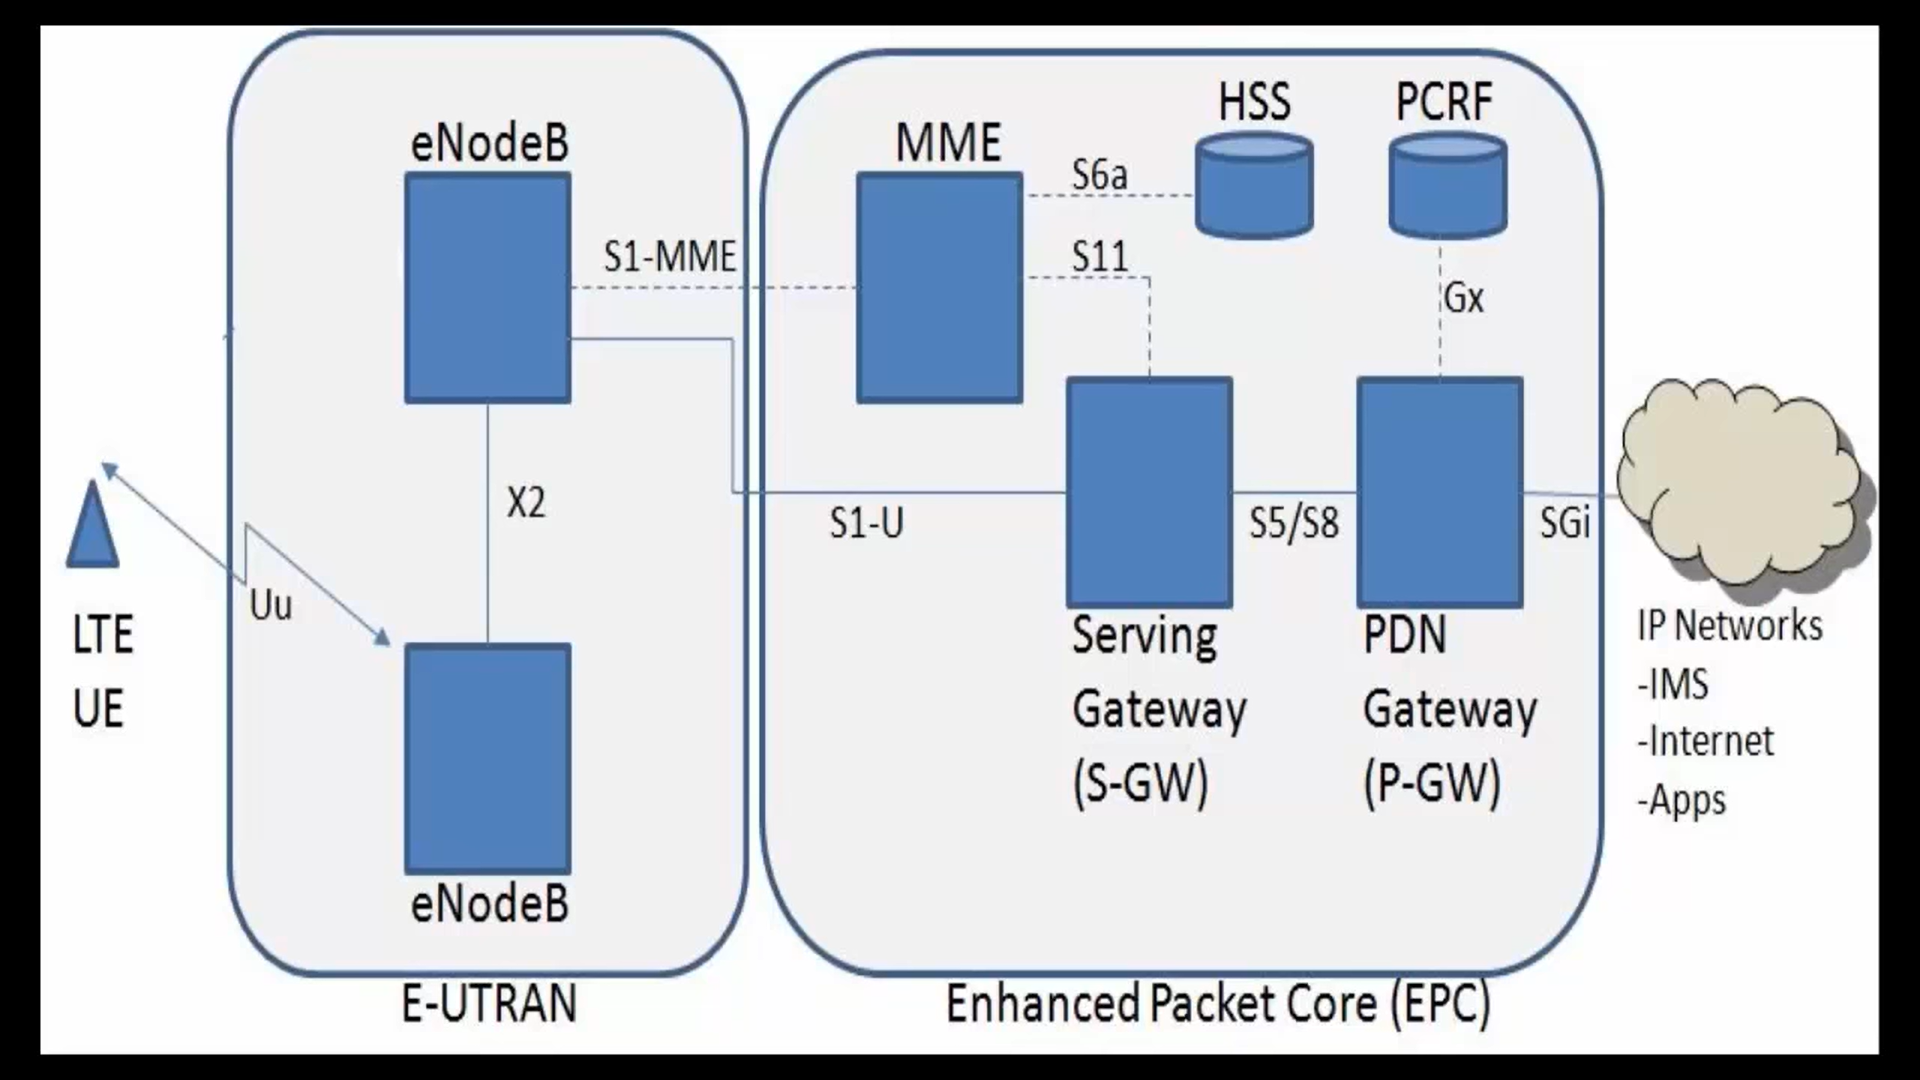 HSS
PCRF
eNodeB
MME
S6a
S1-MME
S11
Gx
X2
S1-U
S5/S8
SGi
Uu
LTE
UE
Serving
Gateway
(S-GW)
PDN
Gateway
(P-GW)
IP Networks
-IMS
-Internet
-Apps
eNodeB
E-UTRAN
Enhanced Packet Core (EPC)